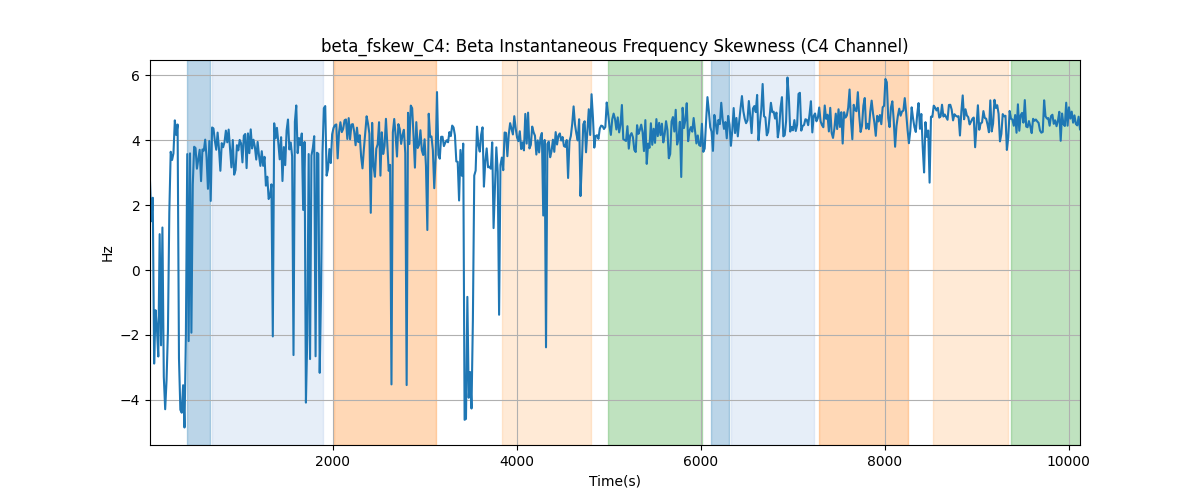 beta_fskew_C4: Beta Instantaneous Frequency Skewness (C4 Channel)
6
4
2
0
−2
−4
Hz
2000 4000 6000 8000 10000
Time(s)